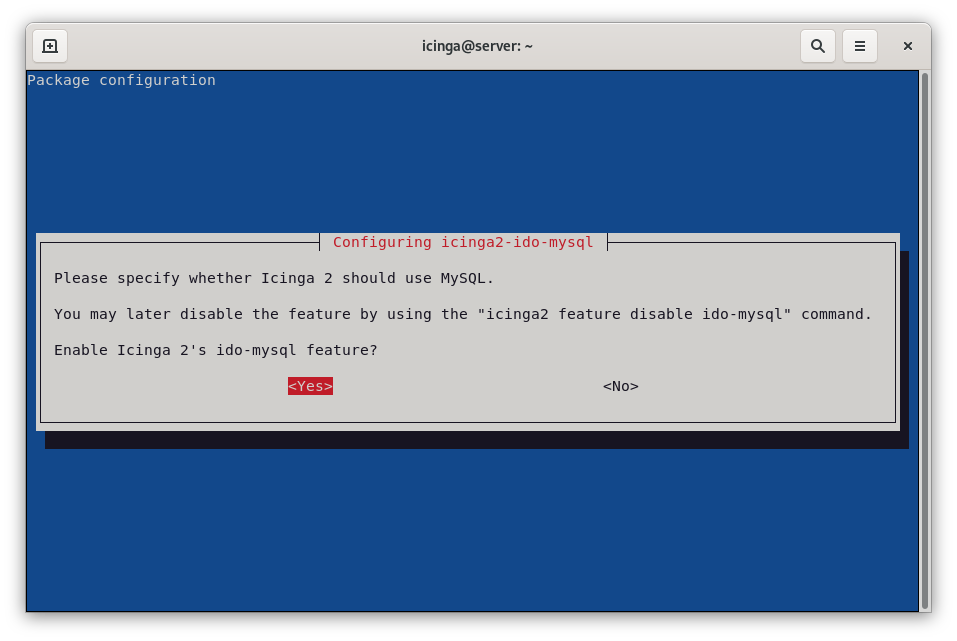 icinga@server: ~
Package configuration
Configuring icinga2-ido-mysql
Please specify whether Icinga 2 should use MySQL.
You may later disable the feature by using the "icinga2 feature disable ido-mysql" command.
Enable Icinga 2's ido-mysql feature?
<Yes> <No>